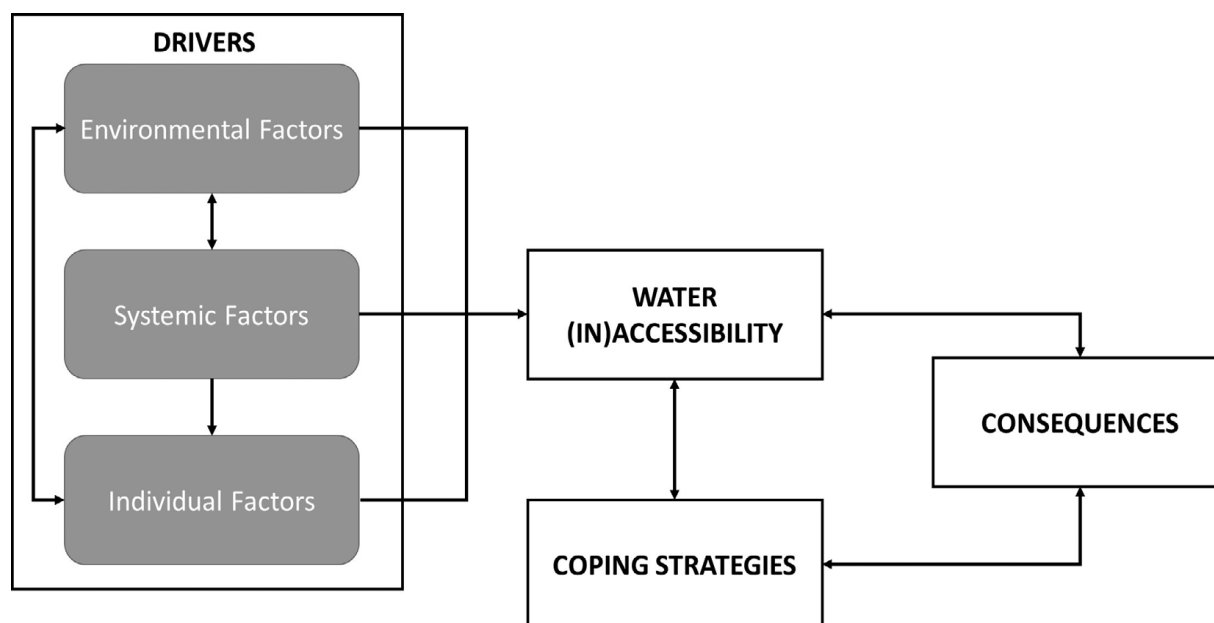 DRIVERS
Environmental Factors
Systemic Factors
Individual Factors
WATER
(IN)ACCESSIBILITY
CONSEQUENCES
COPING STRATEGIES